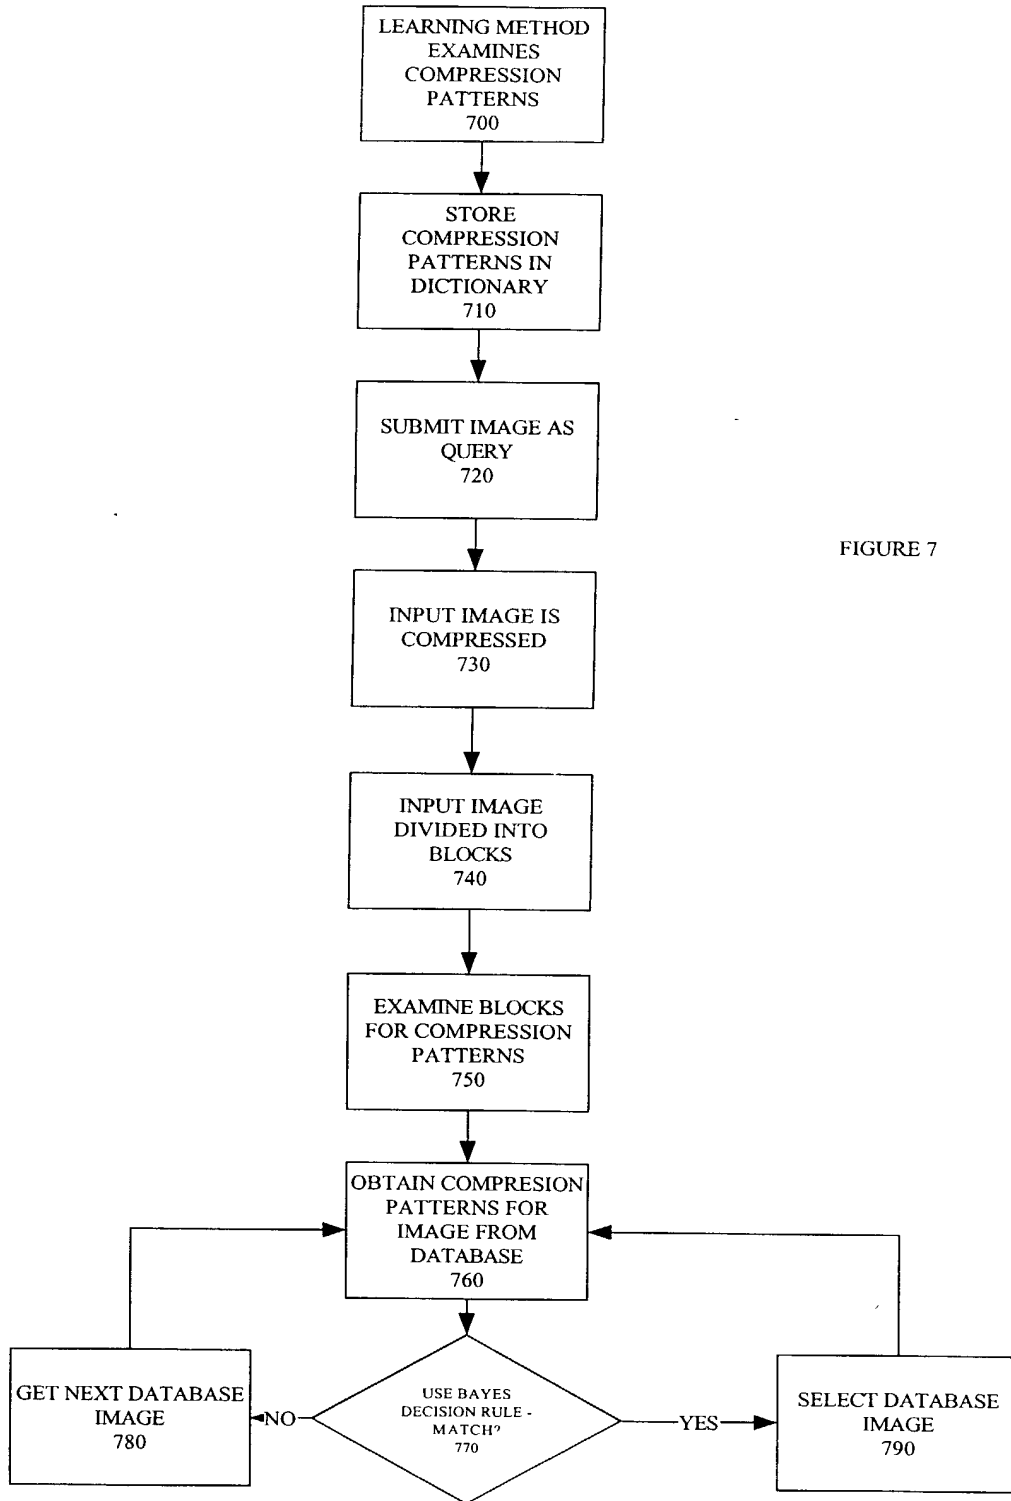 LEARNING METHOD
EXAMINES
COMPRESSION
PATTERNS
700
STORE
COMPRESSION
PATTERNS IN
DICTIONARY
710
SUBMIT IMAGE AS
QUERY
720
FIGURE 7
INPUT IMAGE IS
COMPRESSED
730
INPUT IMAGE
DIVIDED INTO
BLOCKS
740
EXAMINE BLOCKS
FOR COMPRESSION
PATTERNS
750
OBTAIN COMPRESION
PATTERNS FOR
IMAGE FROM
DATABASE
760
GET NEXT DATABASE
IMAGE
780
NO
USE BAYES
DECISION RULE -
MATCH?
770
YES
SELECT DATABASE
IMAGE
790